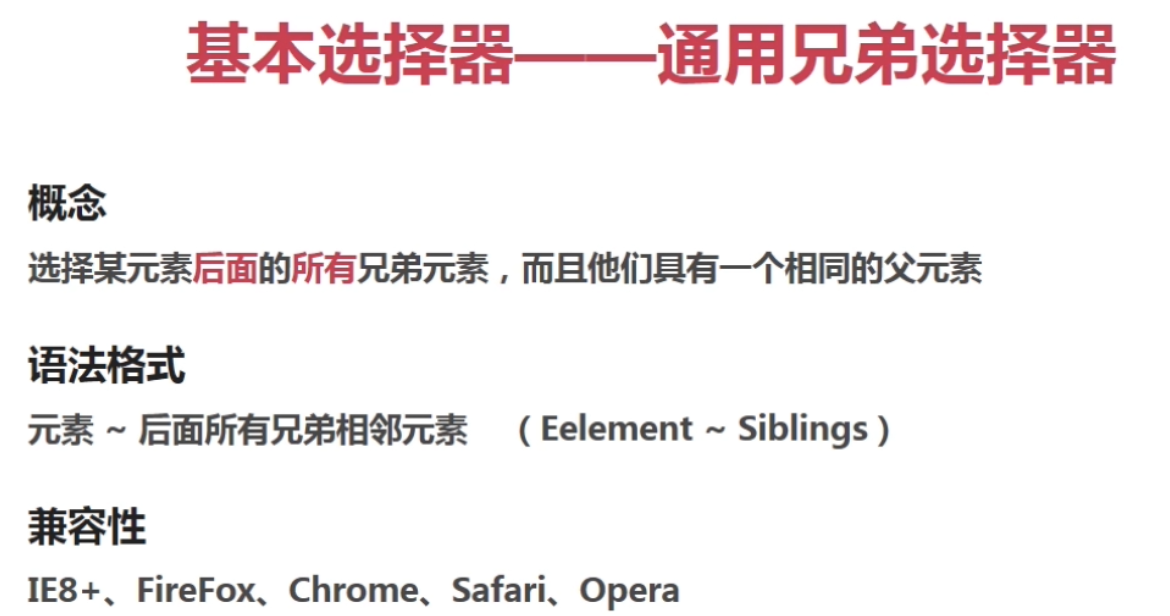 基本选择器——通用兄弟选择器
概念
选择某元素后面的所有兄弟元素，而且他们具有一个相同的父元素
语法格式
元素 ~ 后面所有兄弟相邻元素 （ Eelement ~ Siblings ）
兼容性
IE8+、FireFox、Chrome、Safari、Opera